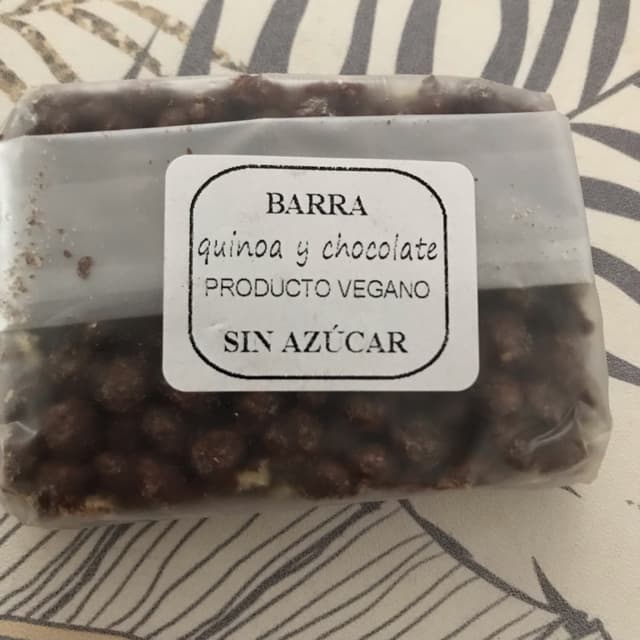 BARRA
quinoa y chocolate
PRODUCTO VEGANO
SIN AZÚCAR